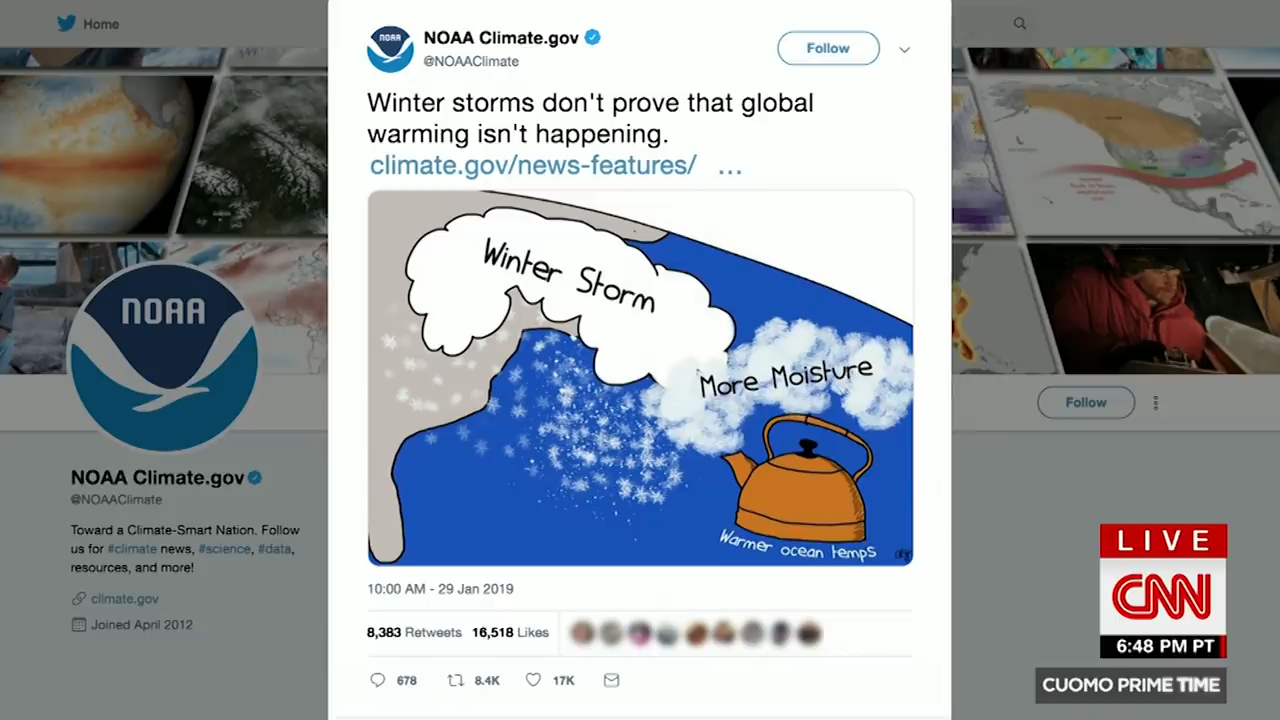 Home
NOAA
NOAA Climate.gov
@NOAAClimate
Follow
Winter storms don't prove that global
warming isn't happening.
climate.gov/news-features/ ...
Winter Storm
More Moisture
Warmer ocean temps
10:00 AM - 29 Jan 2019
8,383 Retweets 16,518 Likes
678 8.4K 17K
NOAA
NOAA Climate.gov
@NOAAClimate
Toward a Climate-Smart Nation. Follow
us for #climate news, #science, #data,
resources, and more!
climate.gov
Joined April 2012
Follow
LIVE
CNN
6:48 PM PT
CUOMO PRIME TIME